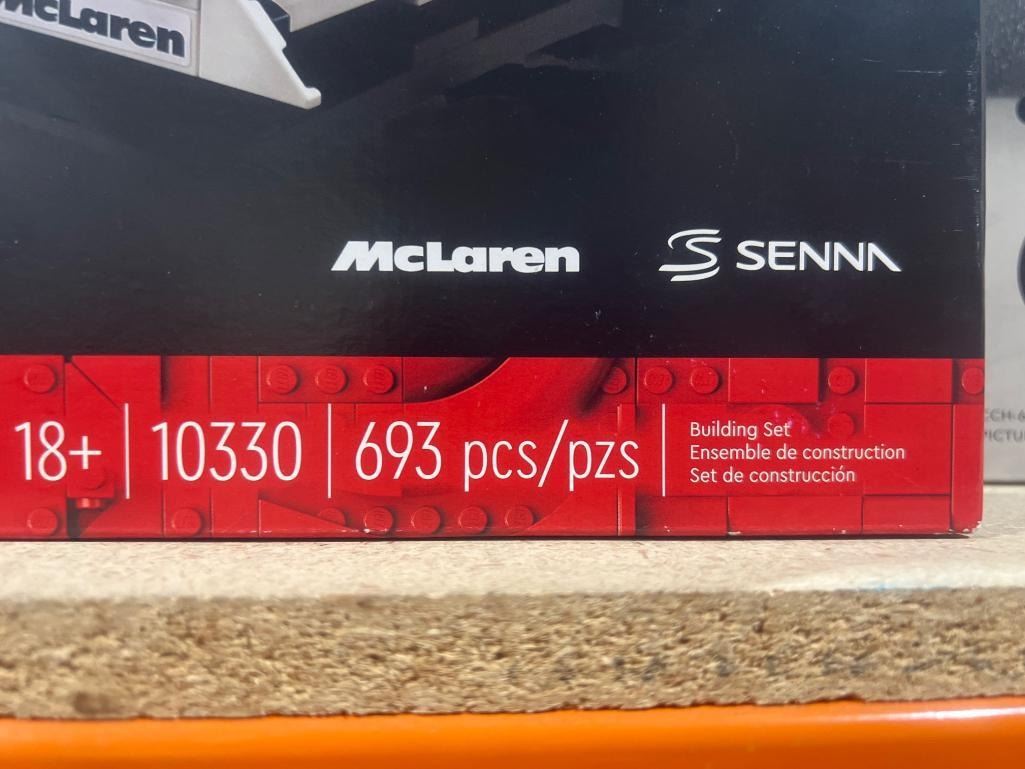 McLaren
McLaren SENNA
18+ 10330 693 pcs/pzs
Building Set
Ensemble de construction
Set de construcción